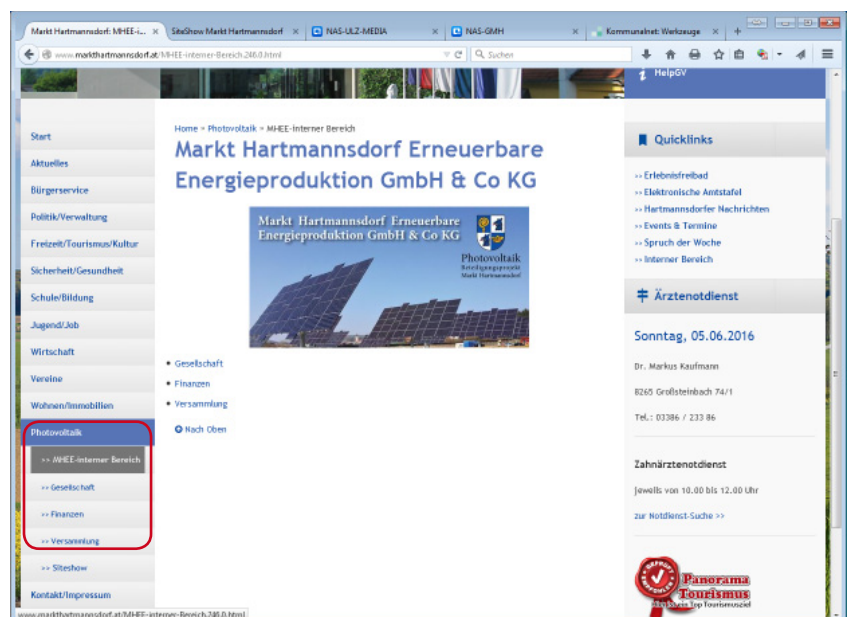 Markt Hartmannsdorf: MHEE-i...
SiteShow Markt Hartmannsdorf
NAS-ULZ-MEDIA
NAS-GMH
Kommunalnet: Werkzeuge
www.markthartmannsdorf.at/MHEE-interner-Bereich.246.0.html
Suchen
HelpGV
Start
Aktuelles
Bürgerservice
Politik/Verwaltung
Freizeit/Tourismus/Kultur
Sicherheit/Gesundheit
Schule/Bildung
Jugend/Job
Wirtschaft
Vereine
Wohnen/Immobilien
Photovoltaik
>> MHEE-interner Bereich
>> Gesellschaft
>> Finanzen
>> Versammlung
>> Siteshow
Kontakt/Impressum
Home > Photovoltaik > MHEE-interner Bereich
Markt Hartmannsdorf Erneuerbare
Energieproduktion GmbH & Co KG
Markt Hartmannsdorf Erneuerbare
Energieproduktion GmbH & Co KG
Photovoltaik
Beteiligungsprojekt
Markt Hartmannsdorf
• Gesellschaft
• Finanzen
• Versammlung
Nach Oben
Quicklinks
>> Erlebnisfreibad
>> Elektronische Amtstafel
>> Hartmannsdorfer Nachrichten
>> Events & Termine
>> Spruch der Woche
>> Interner Bereich
Ärztenotdienst
Sonntag, 05.06.2016
Dr. Markus Kaufmann
8265 Großsteinbach 74/1
Tel.: 03386 / 233 86
Zahnärztenotdienst
jeweils von 10.00 bis 12.00 Uhr
zur Notdienst-Suche >>
Panorama
Tourismus
ein Top Tourismusziel
www.markthartmannsdorf.at/MHEE-interner-Bereich.246.0.html